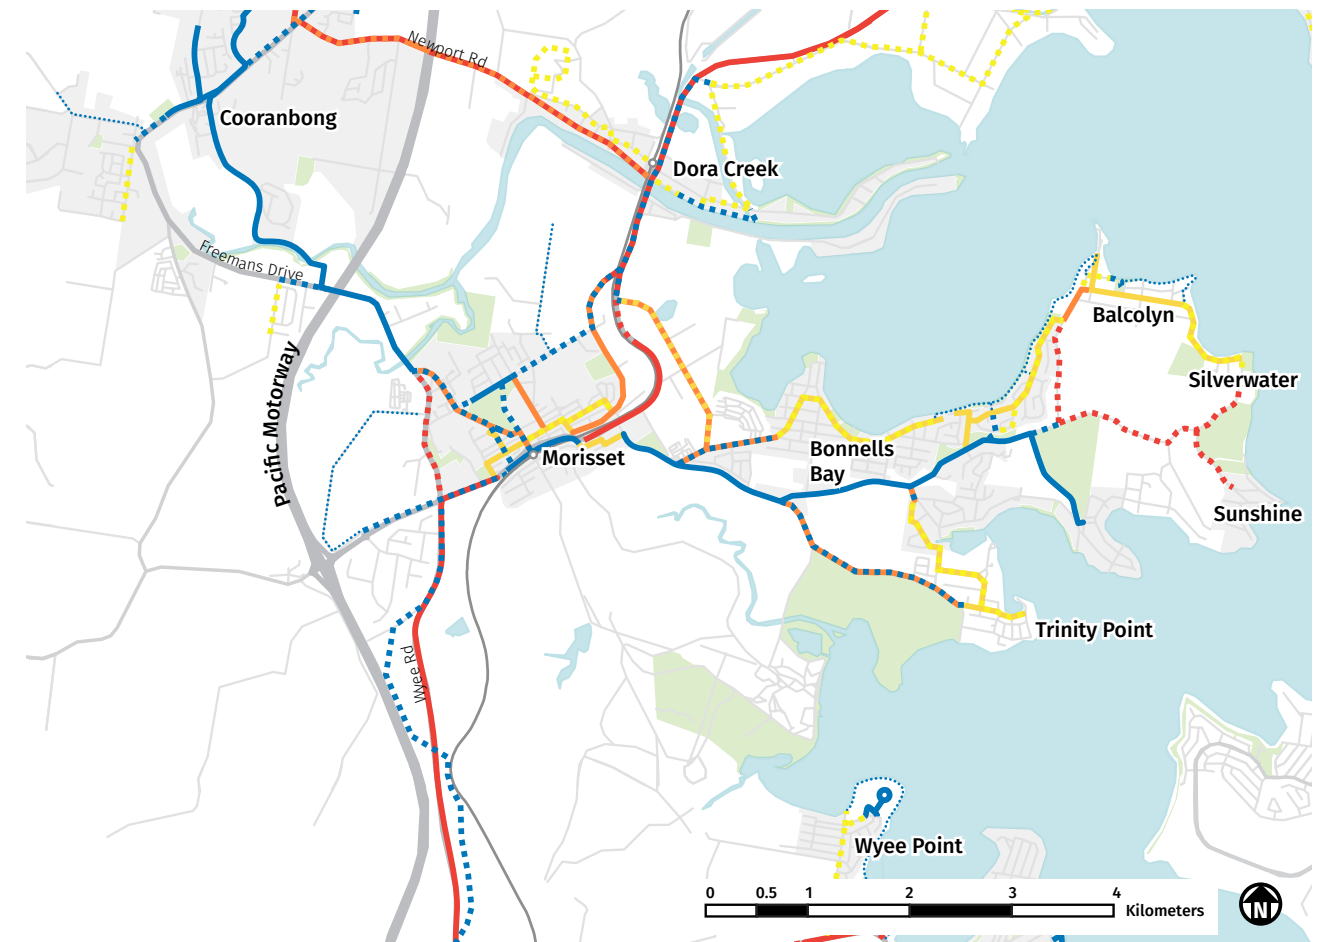 Newport Rd
Cooranbong
Dora Creek
Freemans Drive
Balcolyn
Pacific Motorway
Silverwater
Bonnells
Bay
Morisset
Sunshine
Trinity Point
Wyee Rd
Wyee Point
0 0.5 1 2 3 4
Kilometers
N